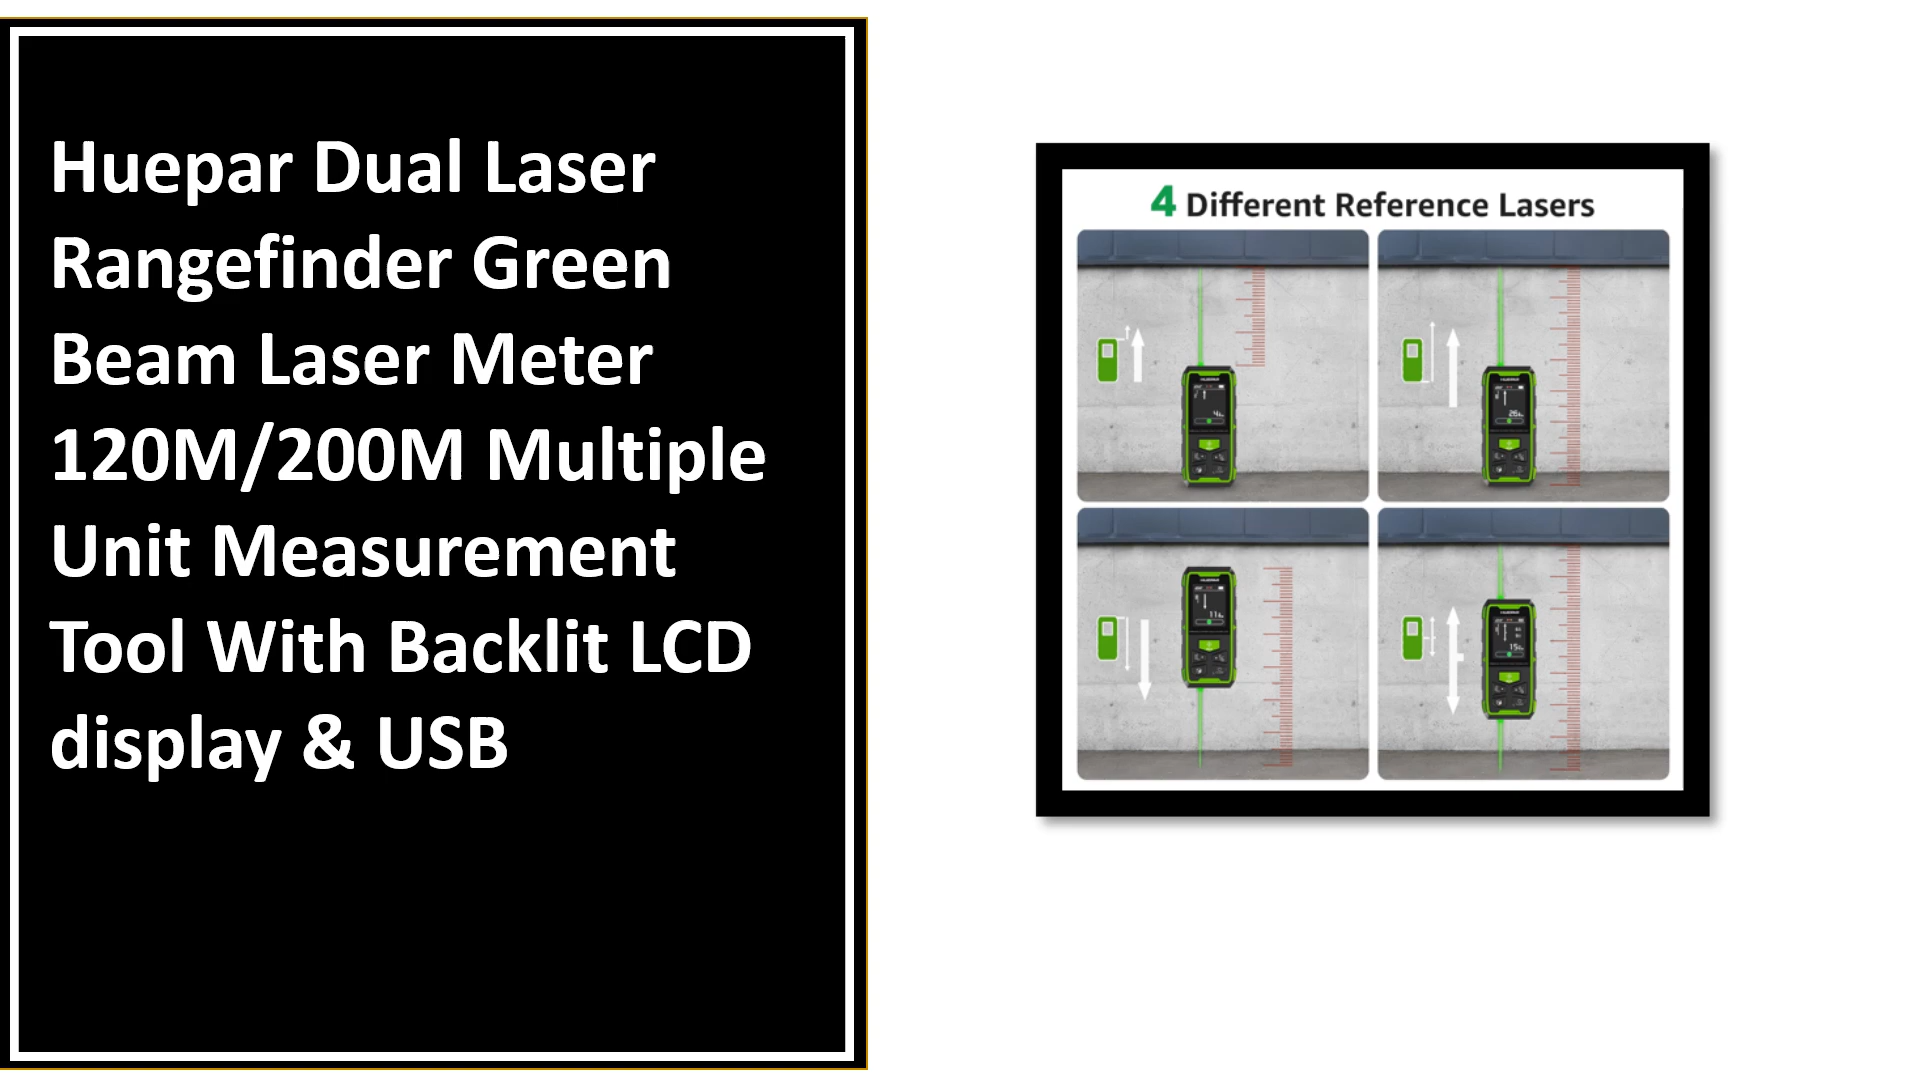 Huepar Dual Laser
Rangefinder Green
Beam Laser Meter
120M/200M Multiple
Unit Measurement
Tool With Backlit LCD
display & USB
4 Different Reference Lasers